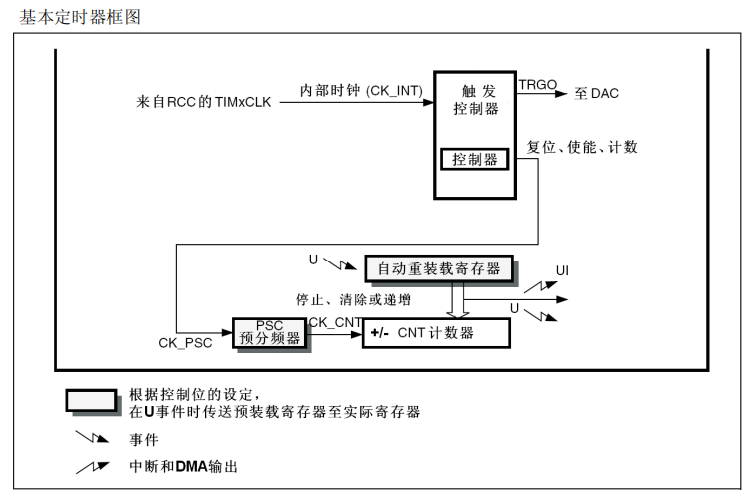 基本定时器框图
来自RCC的TIMxCLK
内部时钟 (CK_INT)
触发
控制器
TRGO
至DAC
控制器
复位、使能、计数
U
自动重装载寄存器
UI
停止、清除或递增
U
CK_PSC
PSC
预分频器
CK_CNT
+/- CNT 计数器
根据控制位的设定，
在U事件时传送预装载寄存器至实际寄存器
事件
中断和DMA输出